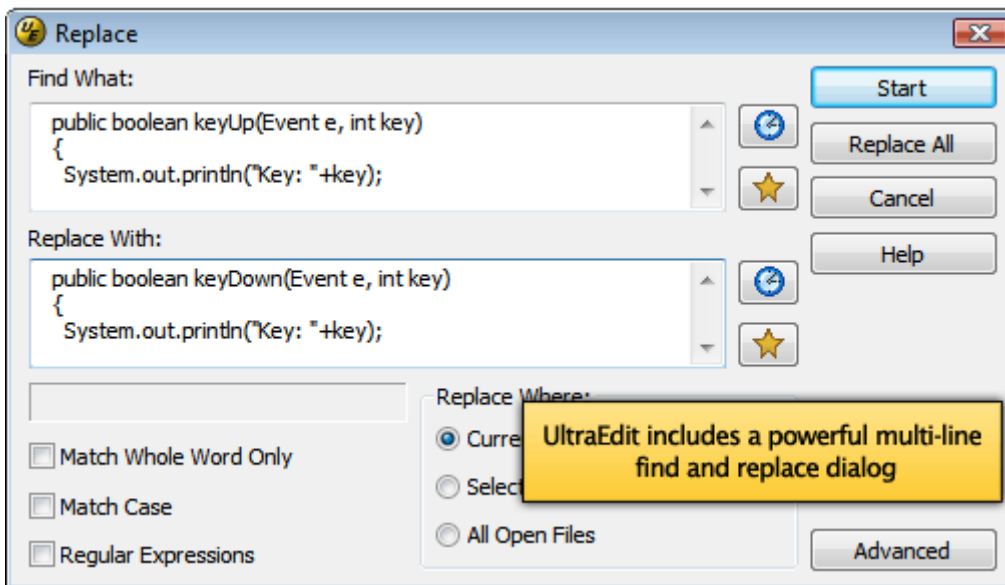 UE Replace
Find What:
public boolean keyUp(Event e, int key)
{
System.out.println("Key: "+key);
Start
Replace All
Cancel
Help
Replace With:
public boolean keyDown(Event e, int key)
{
System.out.println("Key: "+key);
Match Whole Word Only
Match Case
Regular Expressions
Replace Where:
All Open Files
UltraEdit includes a powerful multi-line
find and replace dialog
Advanced